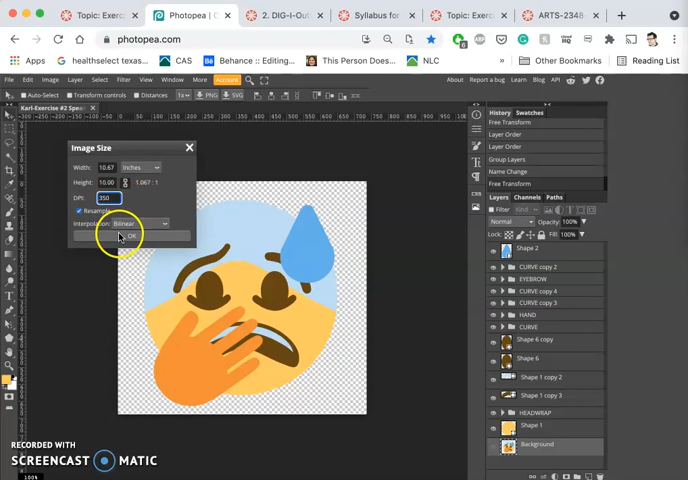 Topic: Exerc
Photopea |
2. DIG-I-Out
Syllabus for
Topic: Exerc
ARTS-2348-
photopea.com
6
Apps
healthselect texas...
CAS
Behance :: Editing...
This Person Does...
NLC
Other Bookmarks
Reading List
File Edit Image Layer Select Filter View Window More Account
About Report a bug Learn Blog API
Auto-Select Transform controls Distances 1x PNG SVG
Karl-Exercise #2 Spea
Image Size
Width: 10.67 Inches
Height: 10.00 1.067 : 1
DPI: 350
Resample
Interpolation: Bilinear
OK
History Swatches
Free Transform
Layer Order
Layer Order
Group Layers
Name Change
Free Transform
Layers Channels Paths
Filter Kind
Normal Opacity: 100%
Lock: Fill: 100%
Shape 2
CURVE copy 2
EYEBROW
CURVE copy 4
CURVE copy 3
HAND
CURVE
Shape 6 copy
Shape 6
Shape 1 copy 2
Shape 1 copy 3
HEADWRAP
Shape 1
Background
CSS
100%
RECORDED WITH
SCREENCAST MATIC